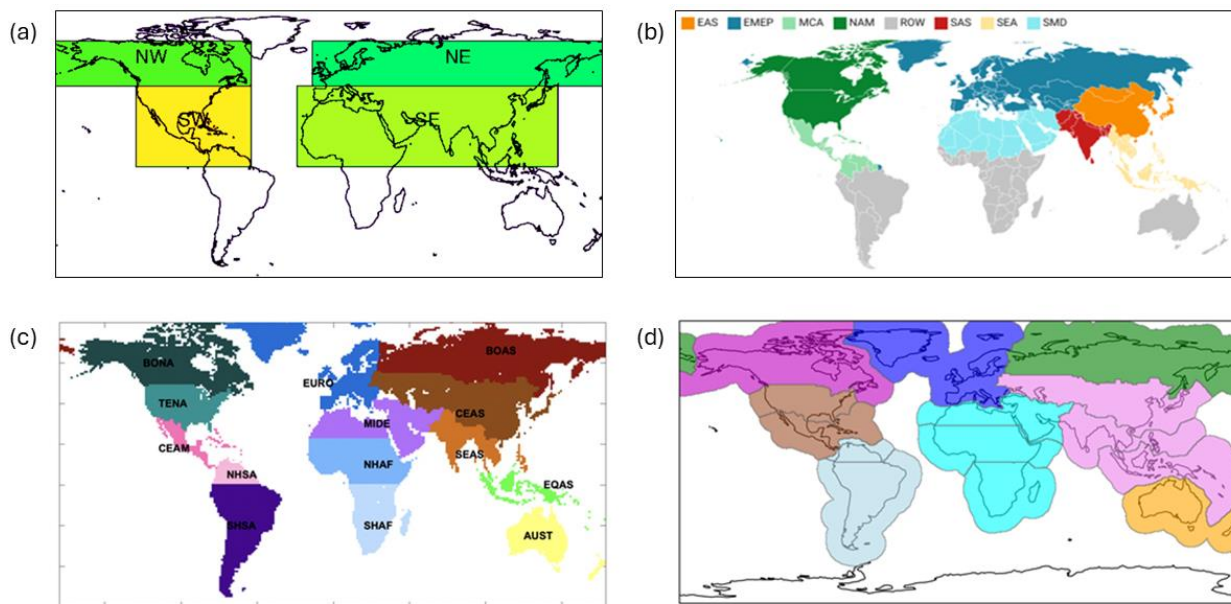 (a)
NW
NE
SW
SE
(b)
EAS EMEP MCA NAM ROW SAS SEA SMD
(c)
BONA
BOAS
EURO
TENA
CEAS
MIDE
CEAM
SEAS
NHAF
NHSA
EQAS
SHSA
SHAF
AUST
(d)